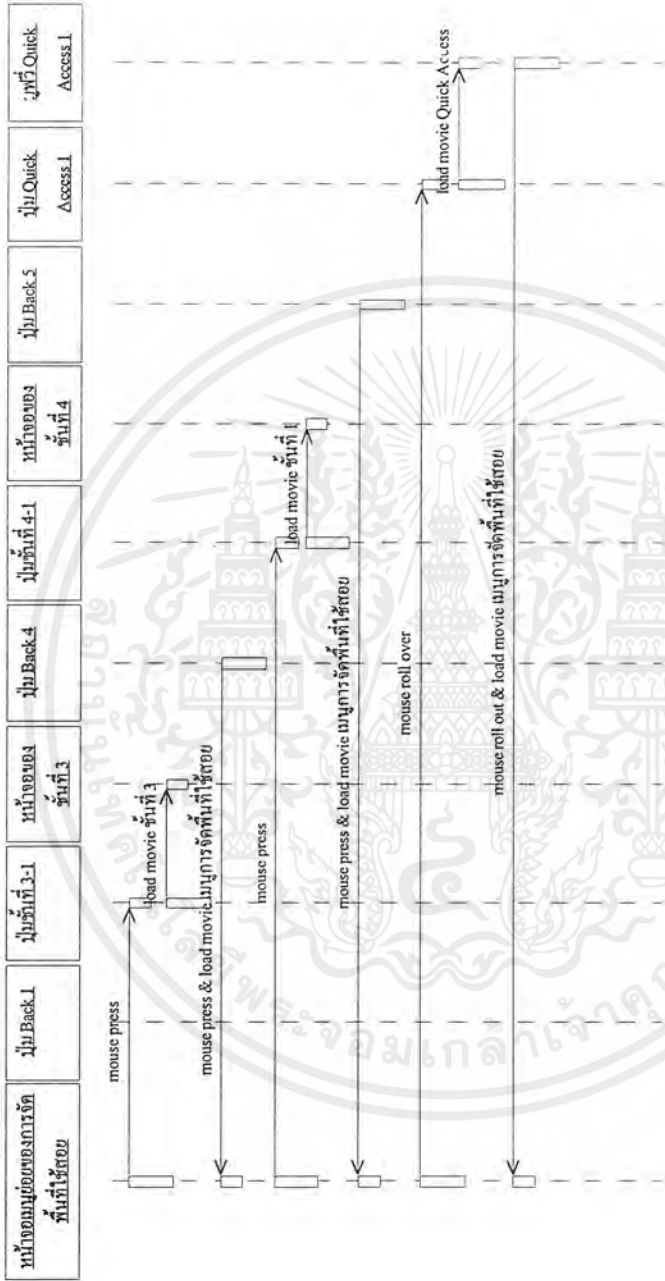 หน้าจอเมนูย่อยของการจัด
พื้นที่ใช้สอย
ปุ่ม Back 1
ปุ่มชั้นที่ 3-1
หน้าจอของ
ชั้นที่ 3
ปุ่ม Back 4
ปุ่มชั้นที่ 4-1
หน้าจอของ
ชั้นที่ 4
ปุ่ม Back 5
ปุ่ม Quick
Access 1
มูฟวี่ Quick
Access 1
mouse press
load movie ชั้นที่ 3
mouse press & load movie เมนูการจัดพื้นที่ใช้สอย
mouse press
load movie ชั้นที่ 1
mouse press & load movie เมนูการจัดพื้นที่ใช้สอย
mouse roll over
load movie Quick Access
mouse roll out & load movie เมนูการจัดพื้นที่ใช้สอย